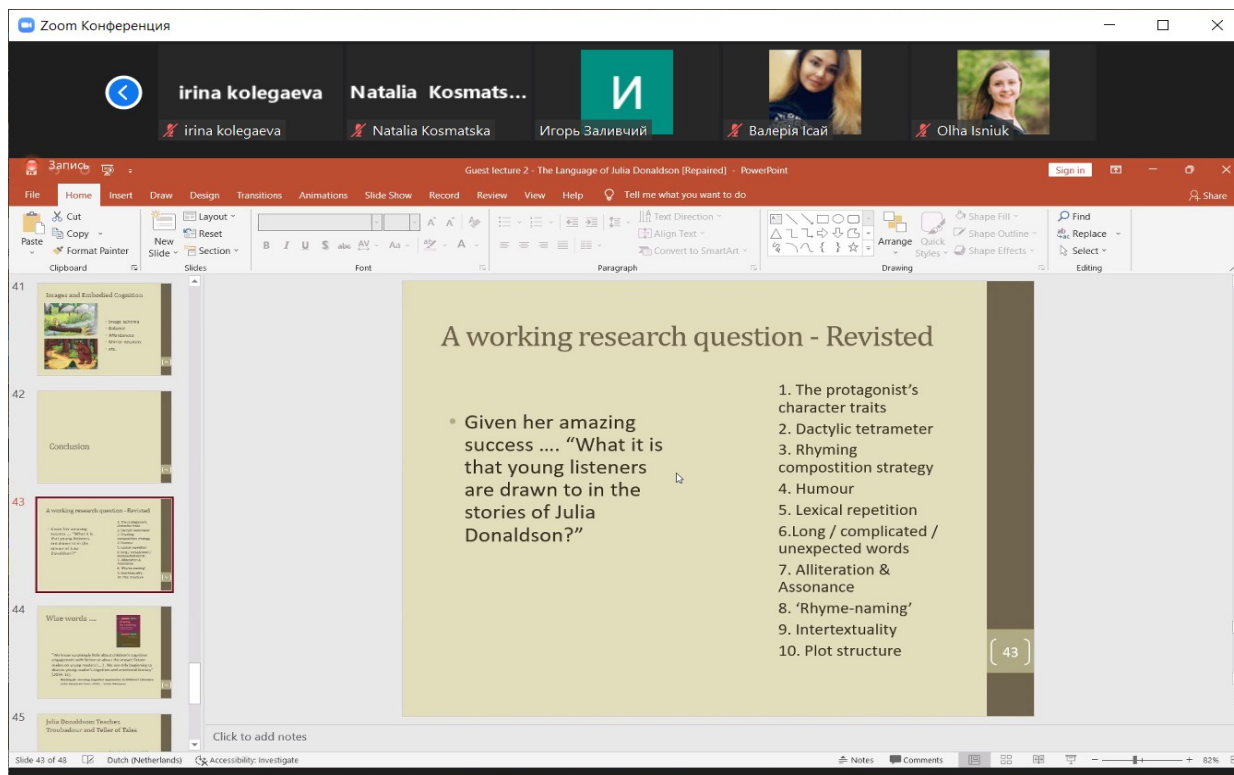 Zoom Конференция
irina kolegaeva
Natalia Kosmats...
И
irina kolegaeva
Natalia Kosmatska
Игорь Заливчий
Валерія Ісай
Olha Isniuk
Запись
Guest lecture 2 - The Language of Julia Donaldson [Repaired] - PowerPoint
Sign in
File Home Insert Draw Design Transitions Animations Slide Show Record Review View Help Tell me what you want to do
Share
Paste
Cut
Copy
Format Painter
Clipboard
New Slide
Layout
Reset
Section
Slides
B I U S abc AV Aa A
Font
Text Direction
Align Text
Convert to SmartArt
Paragraph
Arrange
Quick Styles
Shape Fill
Shape Outline
Shape Effects
Drawing
Find
Replace
Select
Editing
41
Images and Embodied Cognition
42
Conclusion
43
A working research question - Revisted
44
Wise words ....
45
Julia Donaldson: Teacher,
Troubadour and Teller of Tales
A working research question - Revisted
Given her amazing
success .... “What it is
that young listeners
are drawn to in the
stories of Julia
Donaldson?”
1. The protagonist’s
character traits
2. Dactylic tetrameter
3. Rhyming
compostition strategy
4. Humour
5. Lexical repetition
6.Long / complicated /
unexpected words
7. Alliteration &
Assonance
8. ‘Rhyme-naming’
9. Intertextuality
10. Plot structure
43
Click to add notes
Slide 43 of 48 Dutch (Netherlands) Accessibility: Investigate Notes Comments 82%